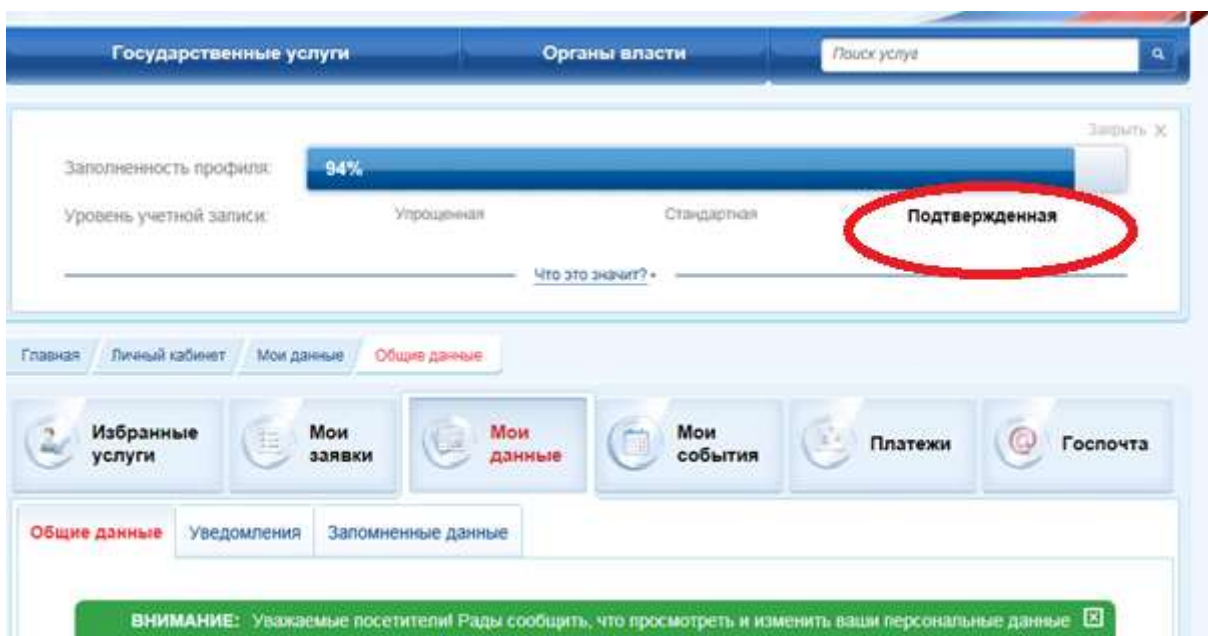 Государственные услуги Органы власти Поиск услуг
Закрыть X
Заполненность профиля: 94%
Уровень учетной записи: Упрощенная Стандартная Подтвержденная
Что это значит?
Главная Личный кабинет Мои данные Общие данные
Избранные услуги Мои заявки Мои данные Мои события Платежи Госпочта
Общие данные Уведомления Запомненные данные
ВНИМАНИЕ: Уважаемые посетители! Рады сообщить, что просмотреть и изменить ваши персональные данные